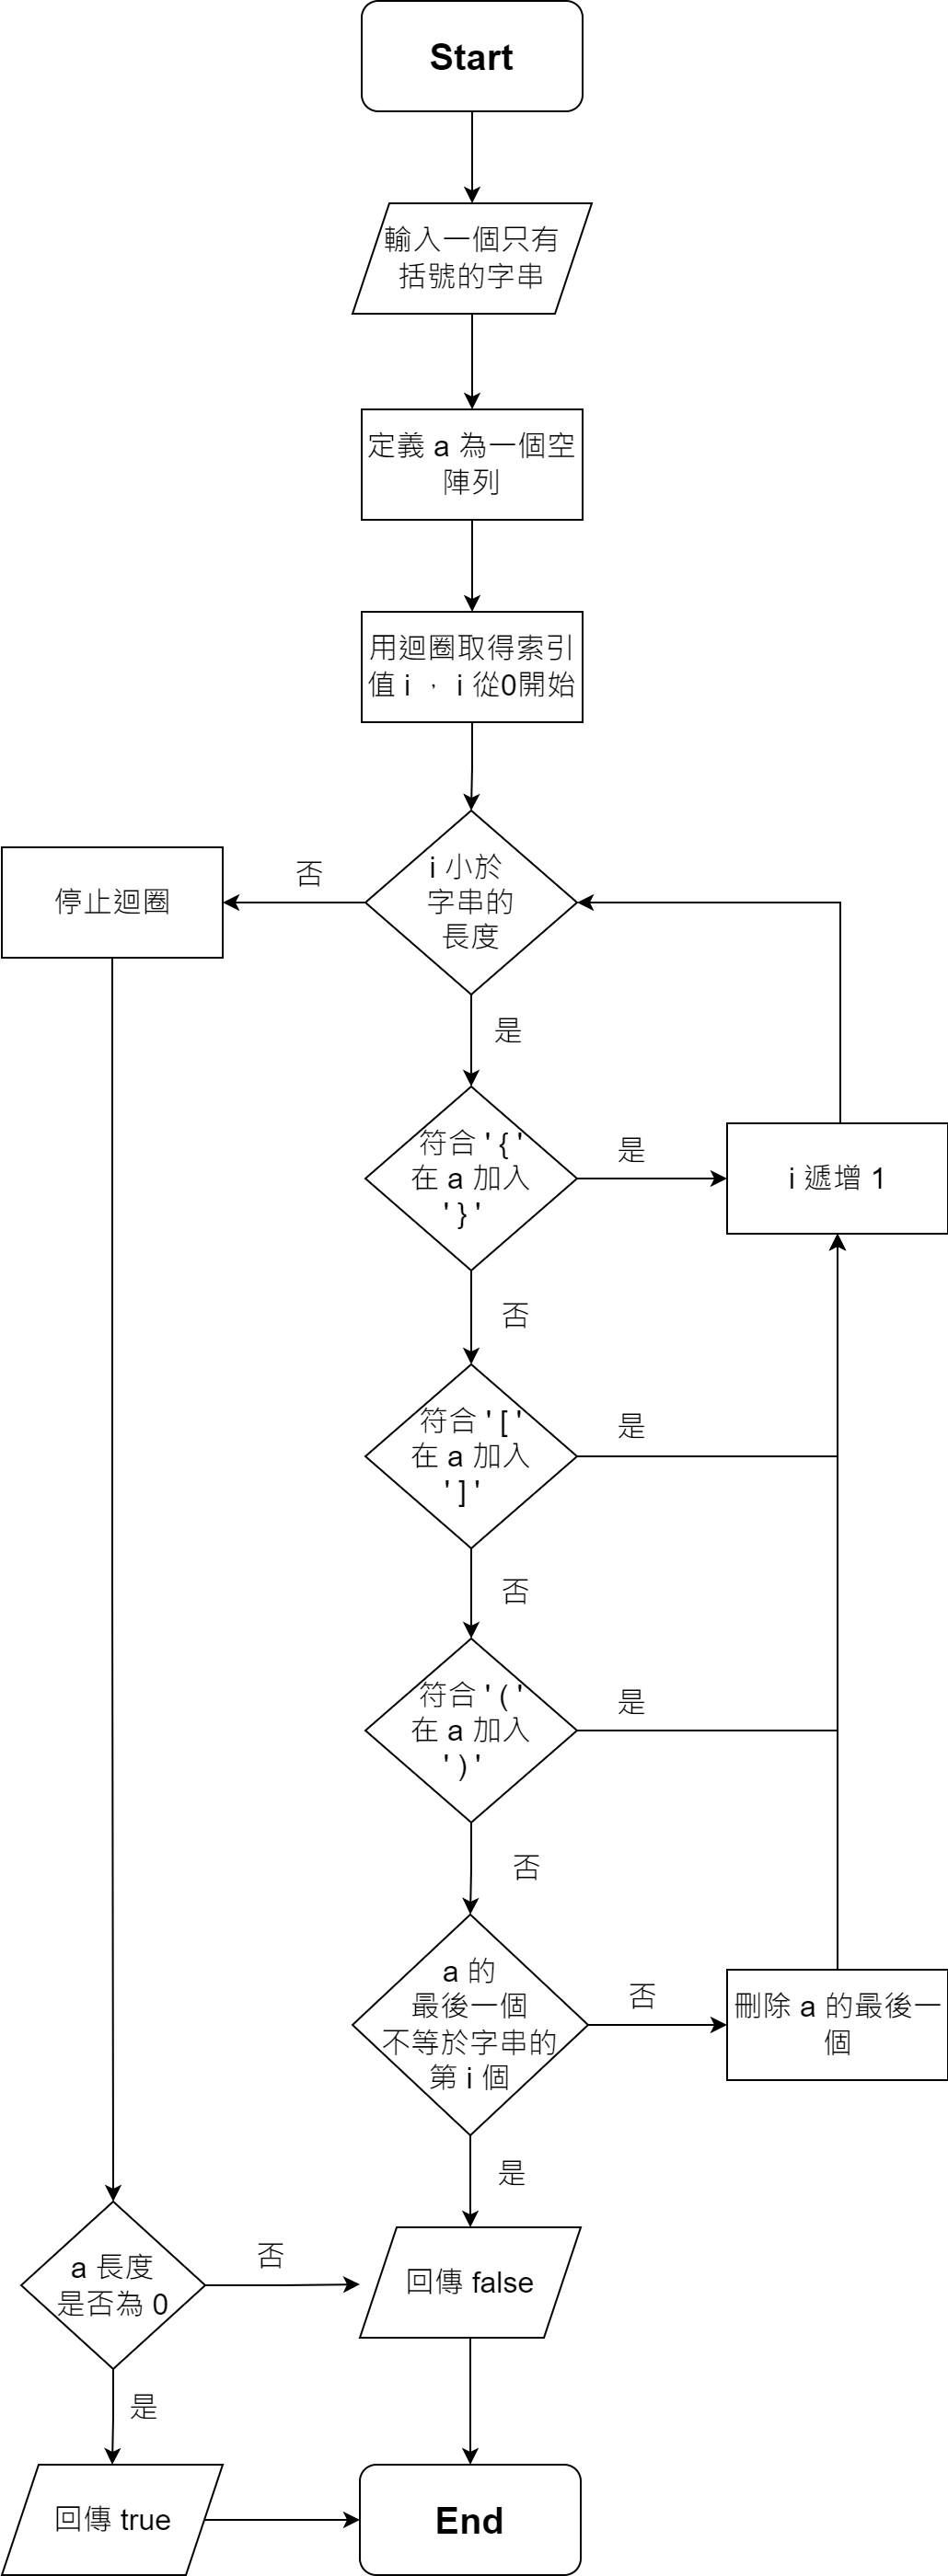 Start
輸入一個只有
括號的字串
定義 a 為一個空
陣列
用迴圈取得索引
值 i ， i 從0開始
i 小於
字串的
長度
否
停止迴圈
是
符合 ' { '
在 a 加入
' } '
是
i 遞增 1
否
符合 ' [ '
在 a 加入
' ] '
是
否
符合 ' ( '
在 a 加入
' ) '
是
否
a 的
最後一個
不等於字串的
第 i 個
否
刪除 a 的最後一
個
是
a 長度
是否為 0
否
回傳 false
是
回傳 true
End